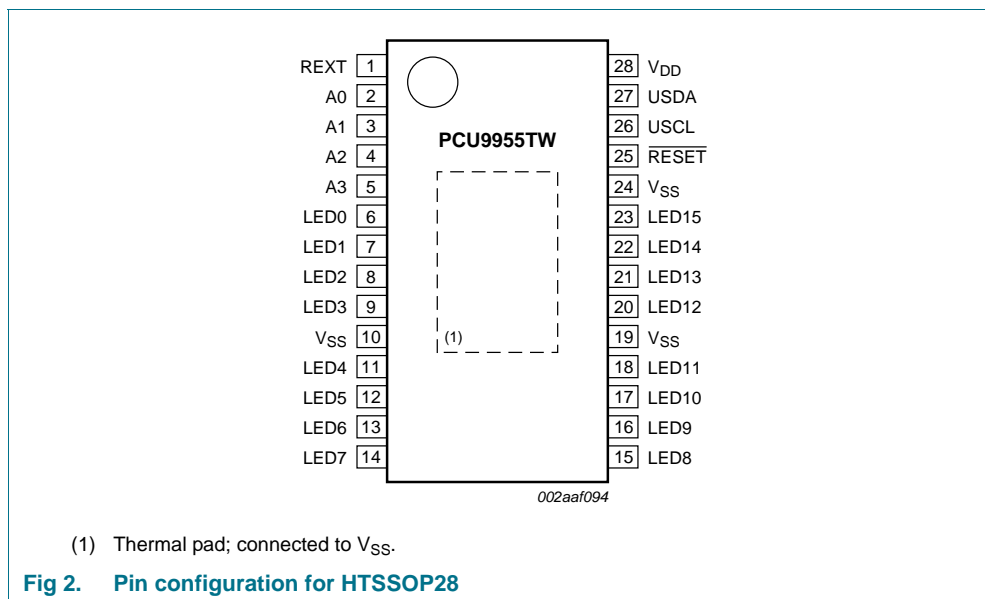 REXT 1 28 VDD
A0 2 27 USDA
A1 3 26 USCL
PCU9955TW
A2 4 25 RESET
A3 5 24 VSS
LED0 6 23 LED15
LED1 7 22 LED14
LED2 8 21 LED13
LED3 9 20 LED12
VSS 10 (1) 19 VSS
LED4 11 18 LED11
LED5 12 17 LED10
LED6 13 16 LED9
LED7 14 15 LED8
002aaf094
(1) Thermal pad; connected to VSS.
Fig 2. Pin configuration for HTSSOP28